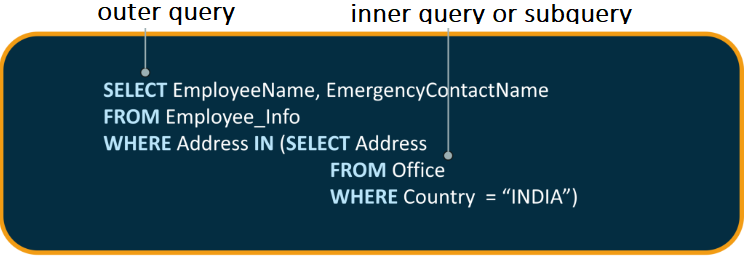 outer query
inner query or subquery
SELECT EmployeeName, EmergencyContactName
FROM Employee_Info
WHERE Address IN (SELECT Address
FROM Office
WHERE Country = “INDIA”)